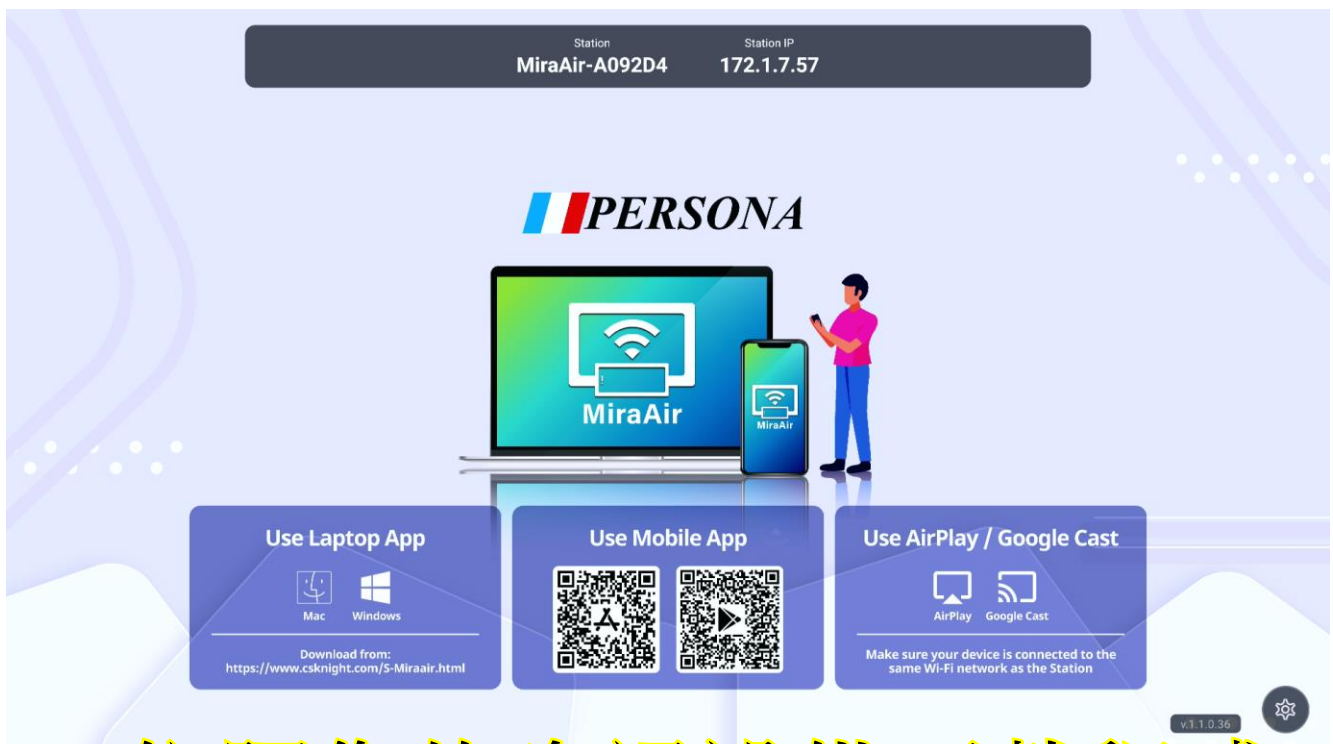 Station
MiraAir-A092D4
Station IP
172.1.7.57
PERSONA
MiraAir
MiraAir
Use Laptop App
Mac
Windows
Download from:
https://www.csknight.com/S-Miraair.html
Use Mobile App
Use AirPlay / Google Cast
AirPlay
Google Cast
Make sure your device is connected to the
same Wi-Fi network as the Station
v.1.1.0.36